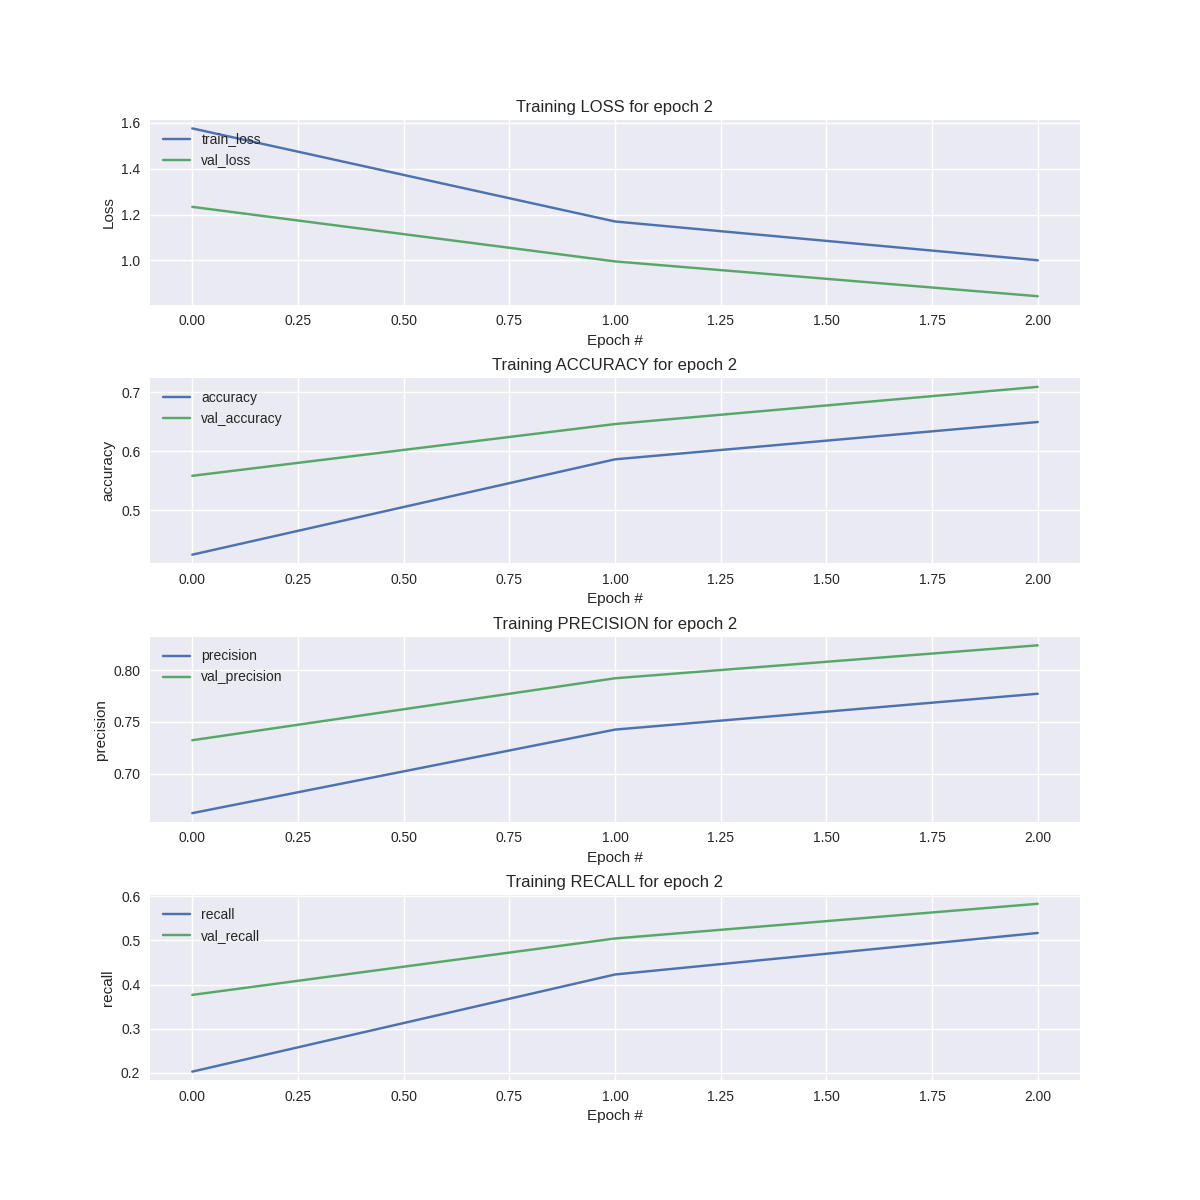 Training LOSS for epoch 2
1.6
1.4
1.2
1.0
Loss
train_loss
val_loss
0.00 0.25 0.50 0.75 1.00 1.25 1.50 1.75 2.00
Epoch #
Training ACCURACY for epoch 2
0.7
0.6
0.5
accuracy
accuracy
val_accuracy
0.00 0.25 0.50 0.75 1.00 1.25 1.50 1.75 2.00
Epoch #
Training PRECISION for epoch 2
0.80
0.75
0.70
precision
precision
val_precision
0.00 0.25 0.50 0.75 1.00 1.25 1.50 1.75 2.00
Epoch #
Training RECALL for epoch 2
0.6
0.5
0.4
0.3
0.2
recall
recall
val_recall
0.00 0.25 0.50 0.75 1.00 1.25 1.50 1.75 2.00
Epoch #